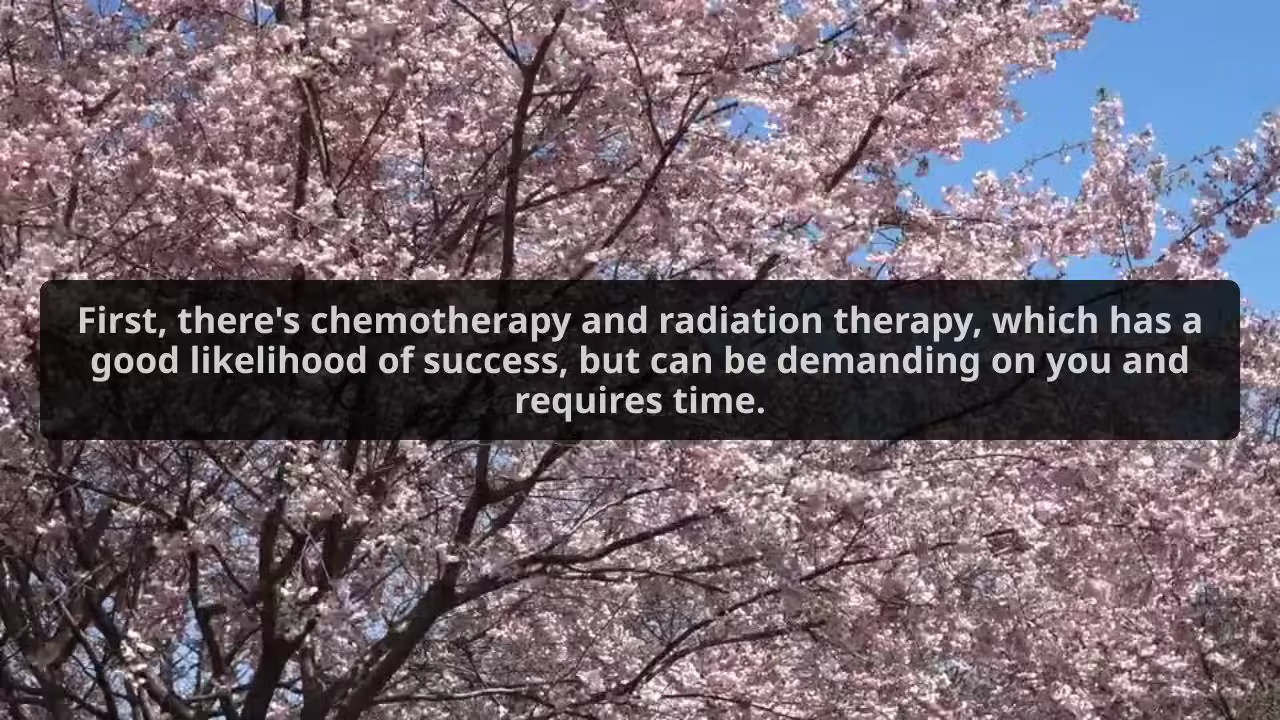 First, there's chemotherapy and radiation therapy, which has a
good likelihood of success, but can be demanding on you and
requires time.